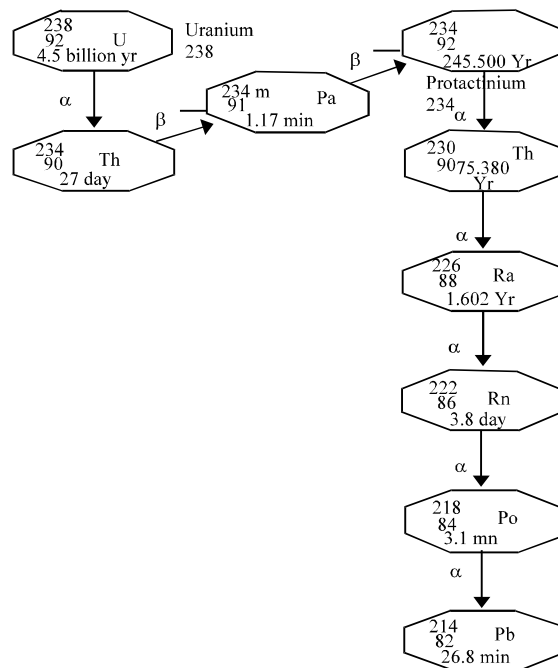 238
92 U
4.5 billion yr
Uranium
238
α
234
90 Th
27 day
β
234 m
91 Pa
1.17 min
β
234
92
245.500 Yr
Protactinium
234
α
230
90 Th
75.380
Yr
α
226
88 Ra
1.602 Yr
α
222
86 Rn
3.8 day
α
218
84 Po
3.1 mn
α
214
82 Pb
26.8 min